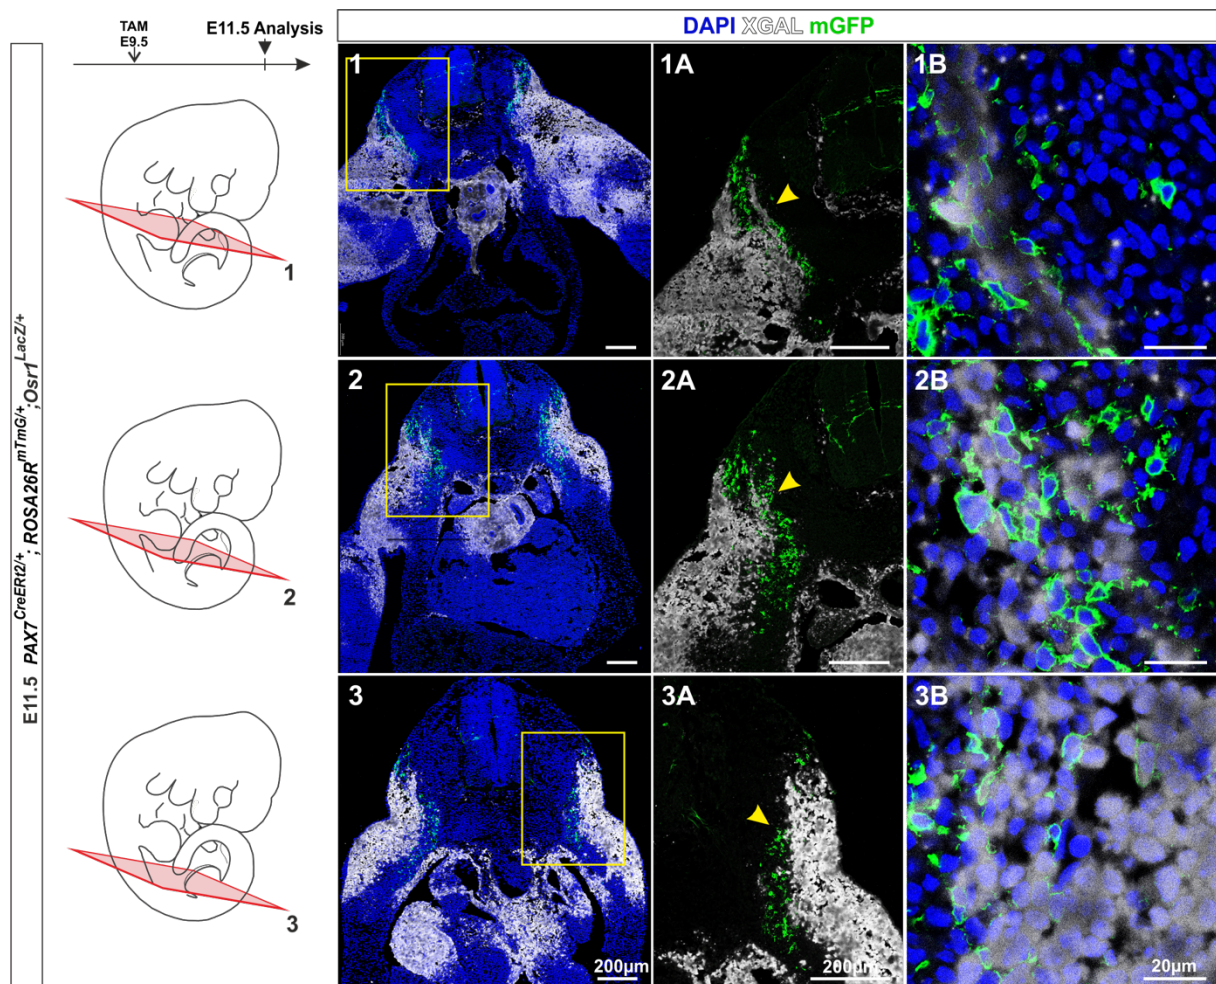 TAM
E9.5
E11.5 Analysis
DAPI XGAL mGFP
E11.5 PAX7CreERt2/+; ROSA26RmTmG/+;Osr1LacZ/+
1
1
1A
1B
2
2
2A
2B
3
3
3A
3B
200µm
200µm
20µm